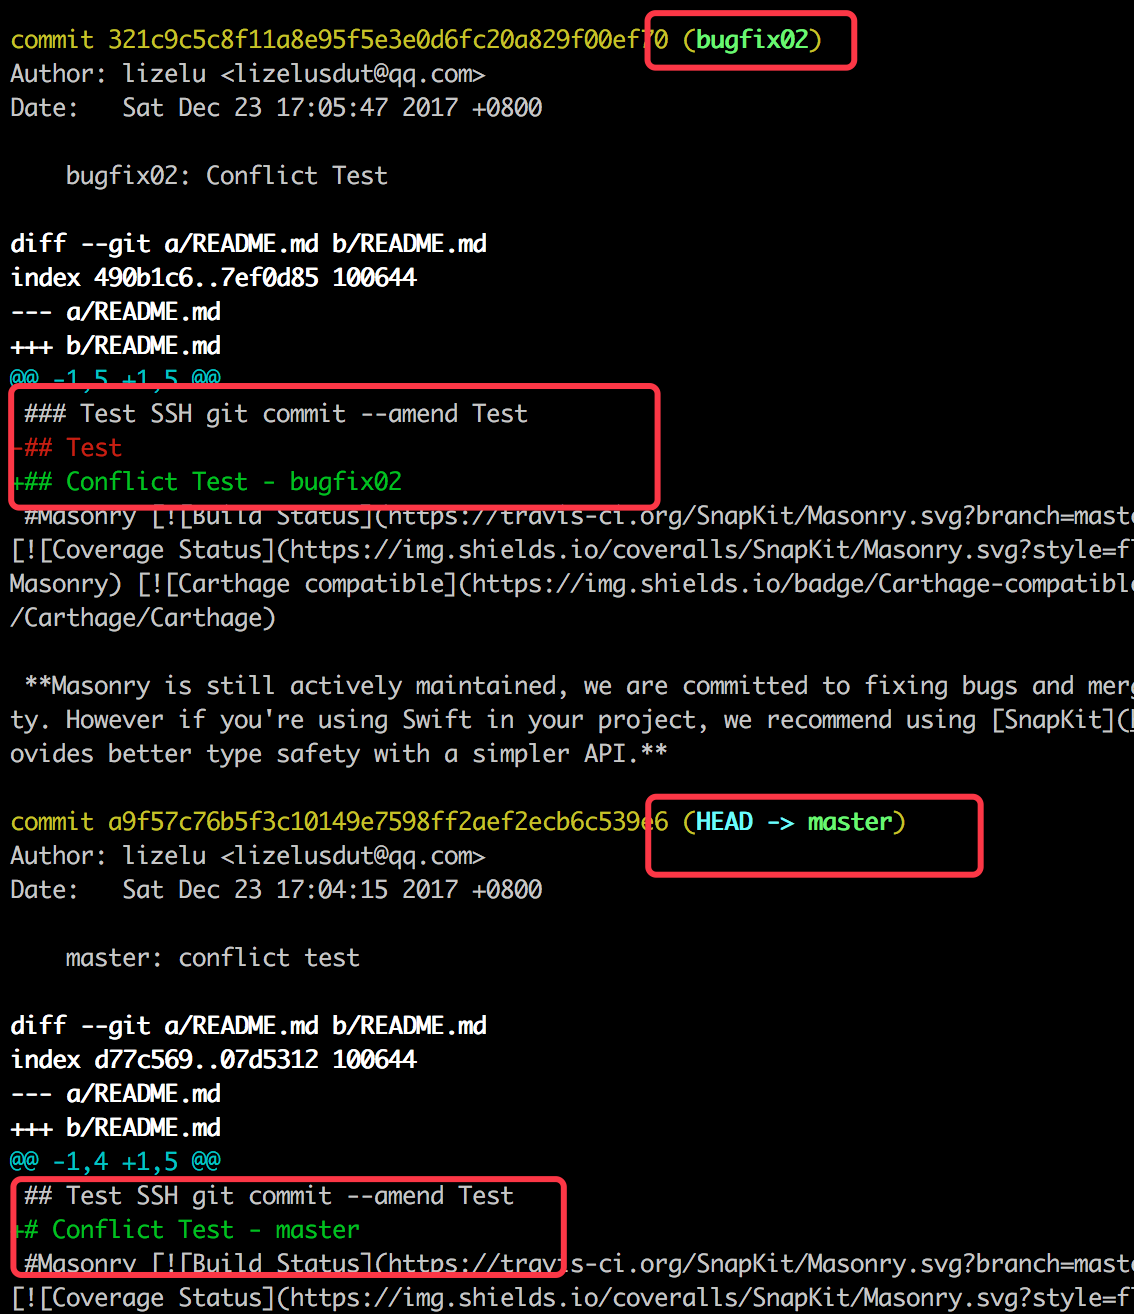 commit 321c9c5c8f11a8e95f5e3e0d6fc20a829f00ef70 (bugfix02)
Author: lizelu <lizelusdut@qq.com>
Date:   Sat Dec 23 17:05:47 2017 +0800
    bugfix02: Conflict Test
diff --git a/README.md b/README.md
index 490b1c6..7ef0d85 100644
--- a/README.md
+++ b/README.md
@@ -1,5 +1,5 @@
 ### Test SSH git commit --amend Test
-## Test
+## Conflict Test - bugfix02
 #Masonry [![Build Status](https://travis-ci.org/SnapKit/Masonry.svg?branch=maste
[![Coverage Status](https://img.shields.io/coveralls/SnapKit/Masonry.svg?style=fl
Masonry) [![Carthage compatible](https://img.shields.io/badge/Carthage-compatible
/Carthage/Carthage)
 **Masonry is still actively maintained, we are committed to fixing bugs and merg
ty. However if you're using Swift in your project, we recommend using [SnapKit](
ovides better type safety with a simpler API.**
commit a9f57c76b5f3c10149e7598ff2aef2ecb6c539e6 (HEAD -> master)
Author: lizelu <lizelusdut@qq.com>
Date:   Sat Dec 23 17:04:15 2017 +0800
    master: conflict test
diff --git a/README.md b/README.md
index d77c569..07d5312 100644
--- a/README.md
+++ b/README.md
@@ -1,4 +1,5 @@
 ## Test SSH git commit --amend Test
+# Conflict Test - master
 #Masonry [![Build Status](https://travis-ci.org/SnapKit/Masonry.svg?branch=maste
[![Coverage Status](https://img.shields.io/coveralls/SnapKit/Masonry.svg?style=fl